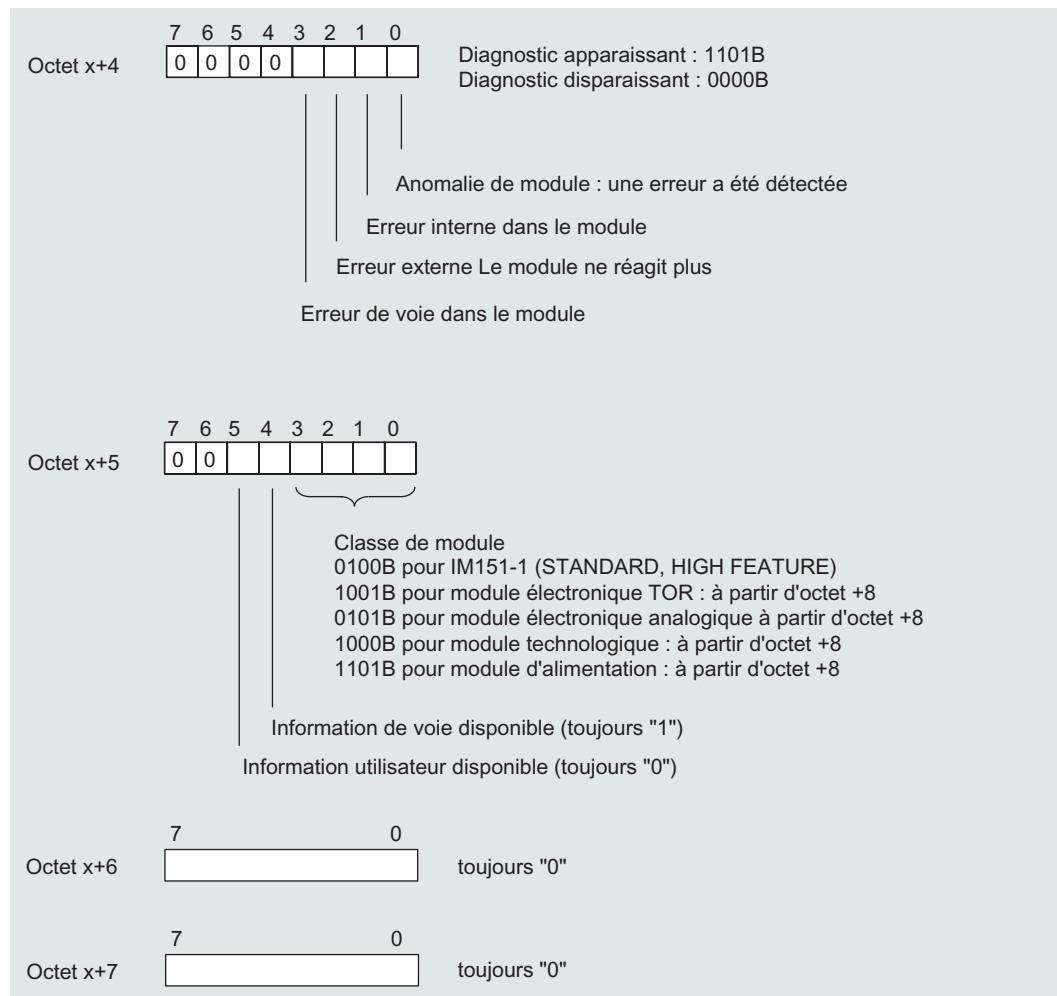 7 6 5 4 3 2 1 0
Octet x+4 0 0 0 0 Diagnostic apparaissant : 1101B
Diagnostic disparaissant : 0000B
Anomalie de module : une erreur a été détectée
Erreur interne dans le module
Erreur externe Le module ne réagit plus
Erreur de voie dans le module
7 6 5 4 3 2 1 0
Octet x+5 0 0
Classe de module
0100B pour IM151-1 (STANDARD, HIGH FEATURE)
1001B pour module électronique TOR : à partir d'octet +8
0101B pour module électronique analogique à partir d'octet +8
1000B pour module technologique : à partir d'octet +8
1101B pour module d'alimentation : à partir d'octet +8
Information de voie disponible (toujours "1")
Information utilisateur disponible (toujours "0")
7 0
Octet x+6 toujours "0"
7 0
Octet x+7 toujours "0"